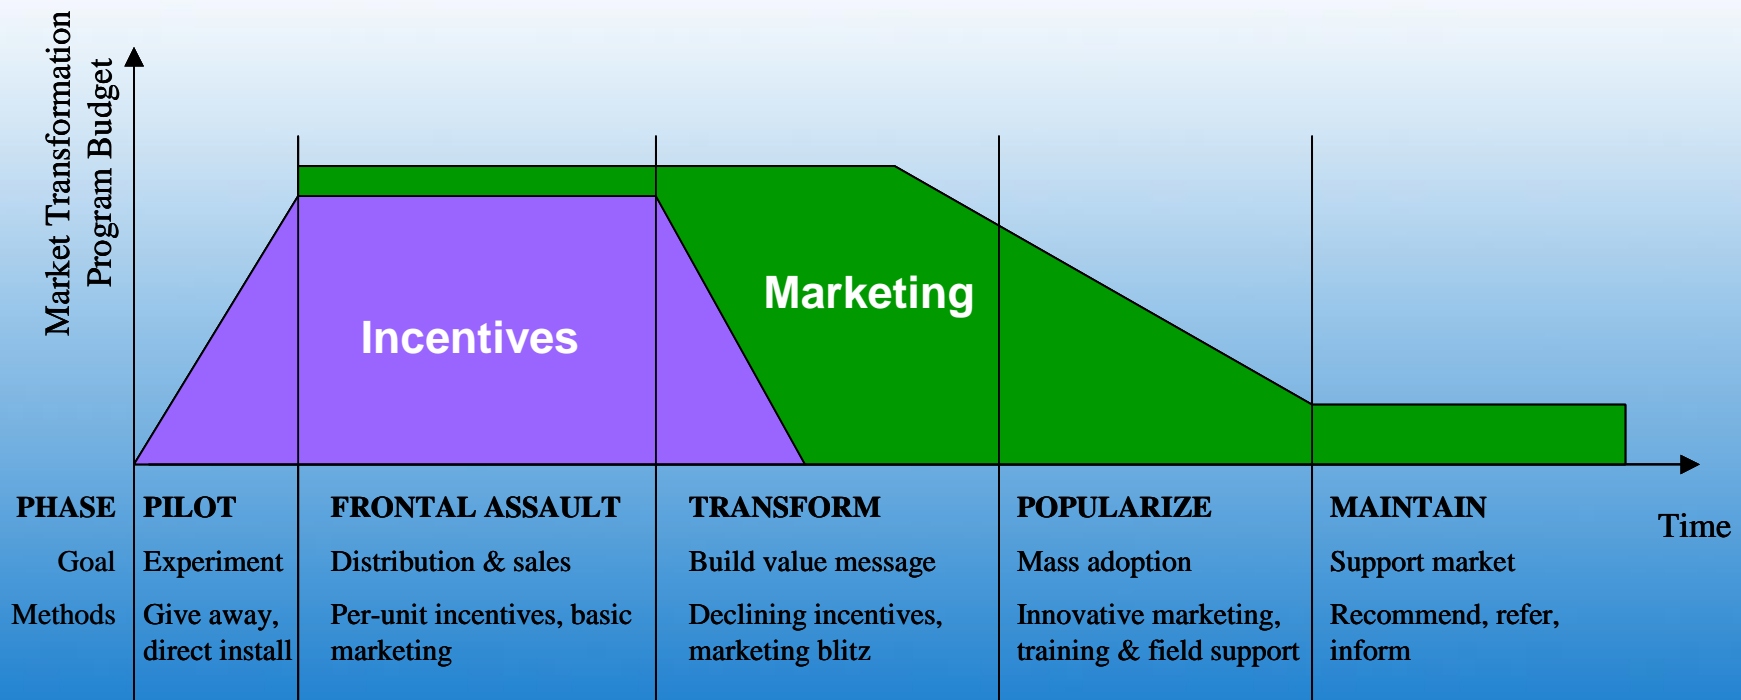 Market Transformation
Program Budget
Incentives
Marketing
PHASE PILOT FRONTAL ASSAULT TRANSFORM POPULARIZE MAINTAIN
Time
Goal Experiment Distribution & sales Build value message Mass adoption Support market
Methods Give away, Per-unit incentives, basic Declining incentives, Innovative marketing, Recommend, refer,
direct install marketing marketing blitz training & field support inform